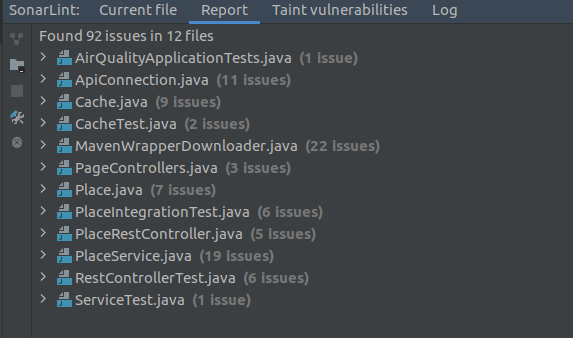 SonarLint: Current file Report Taint vulnerabilities Log
Found 92 issues in 12 files
AirQualityApplicationTests.java (1 issue)
ApiConnection.java (11 issues)
Cache.java (9 issues)
CacheTest.java (2 issues)
MavenWrapperDownloader.java (22 issues)
PageControllers.java (3 issues)
Place.java (7 issues)
PlaceIntegrationTest.java (6 issues)
PlaceRestController.java (5 issues)
PlaceService.java (19 issues)
RestControllerTest.java (6 issues)
ServiceTest.java (1 issue)